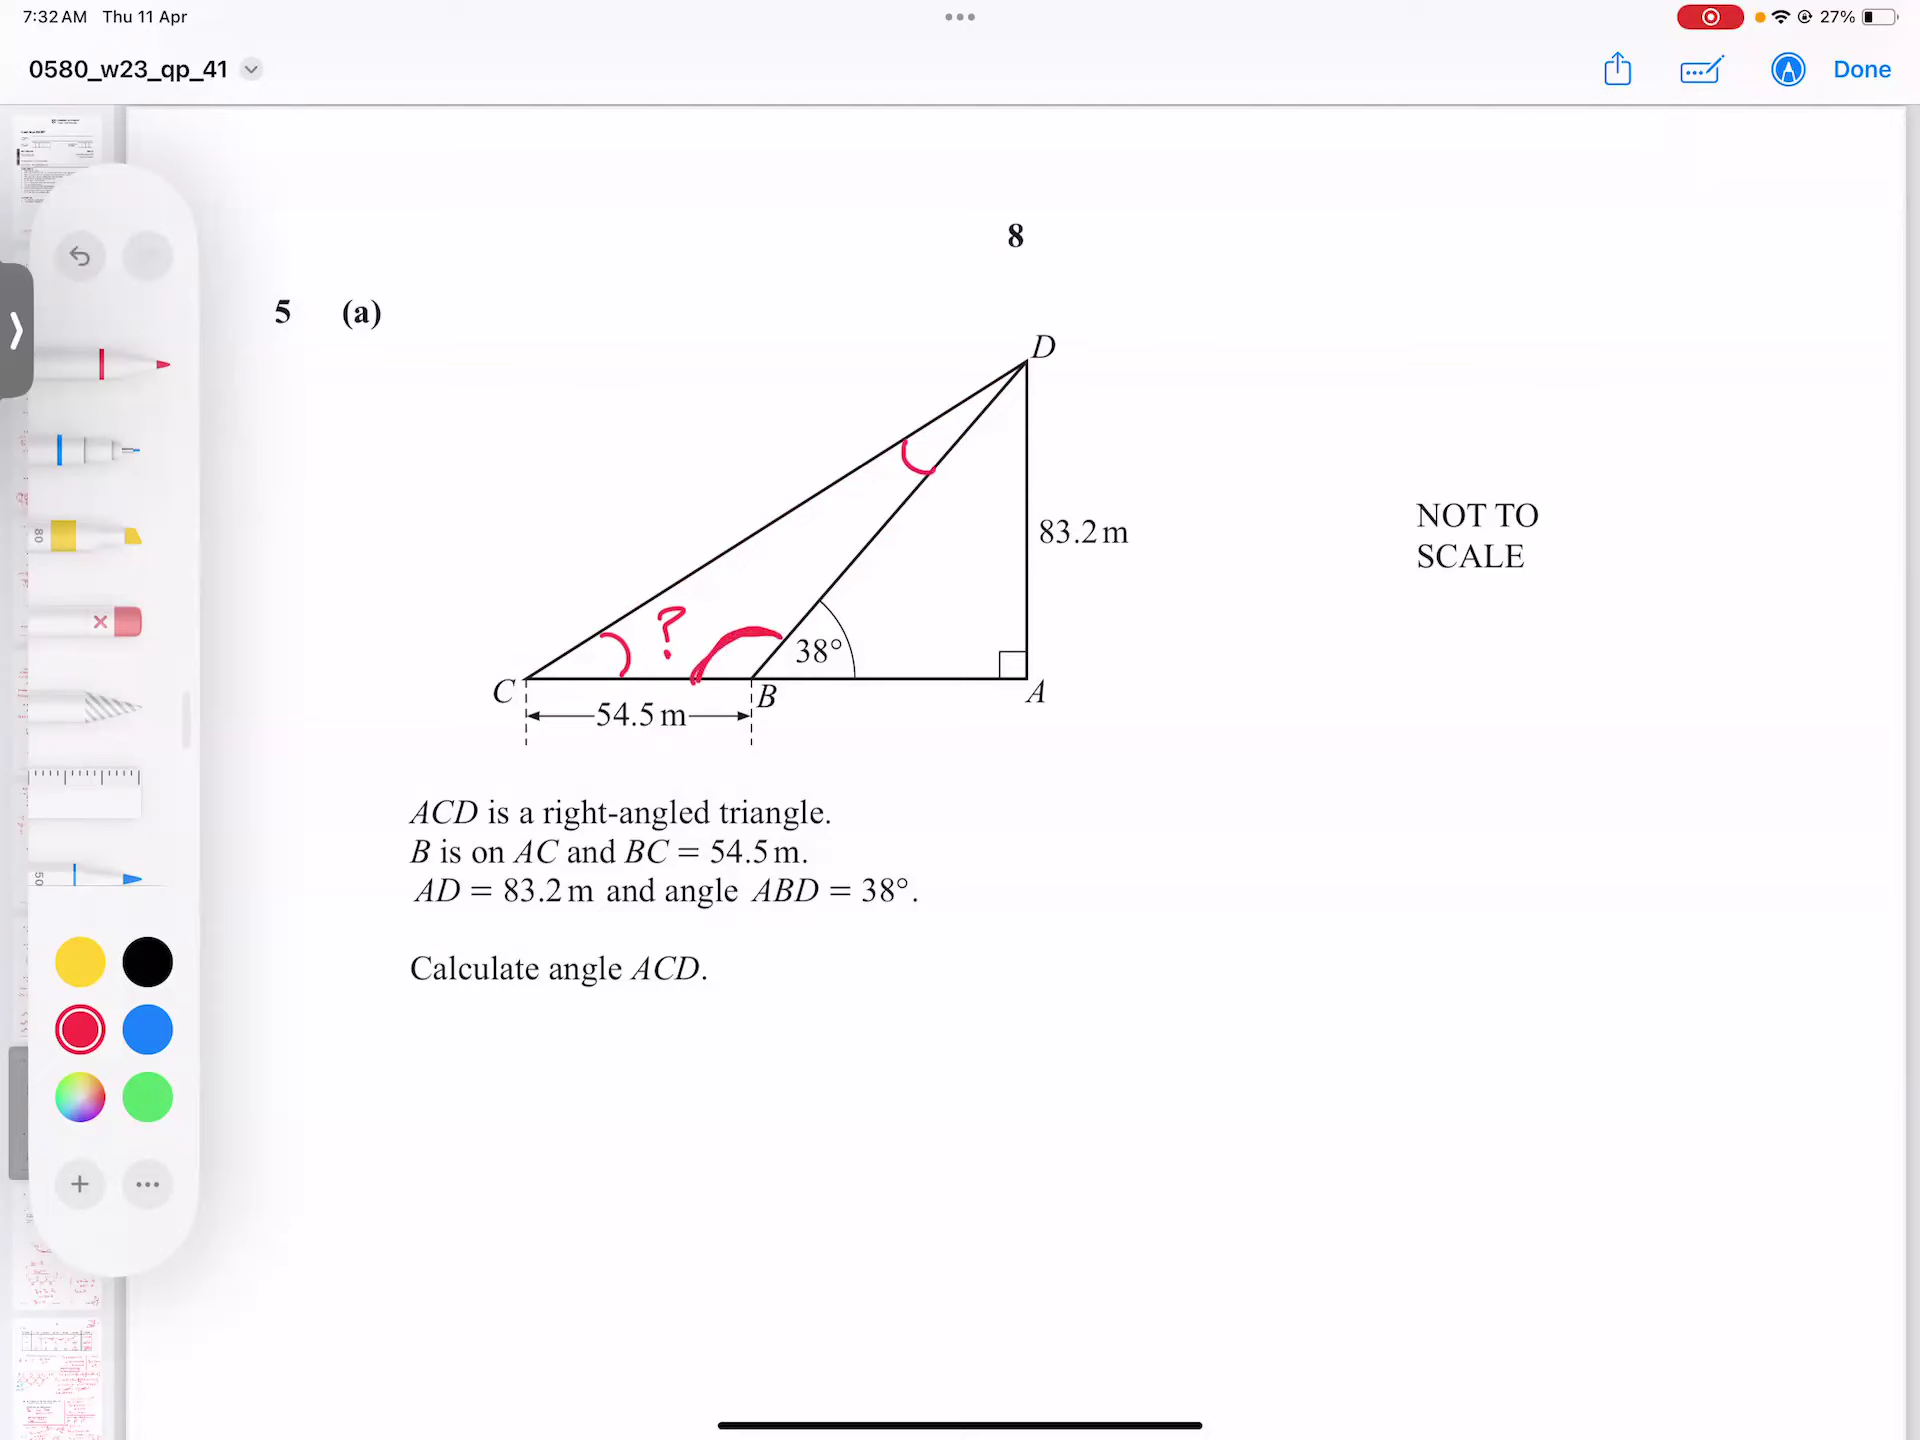 7:32 AM Thu 11 Apr
27%
0580_w23_qp_41
Done
8
5 (a)
D
83.2 m
NOT TO
SCALE
?
38°
C
B
A
54.5 m
ACD is a right-angled triangle.
B is on AC and BC = 54.5 m.
AD = 83.2 m and angle ABD = 38°.
Calculate angle ACD.
80
50